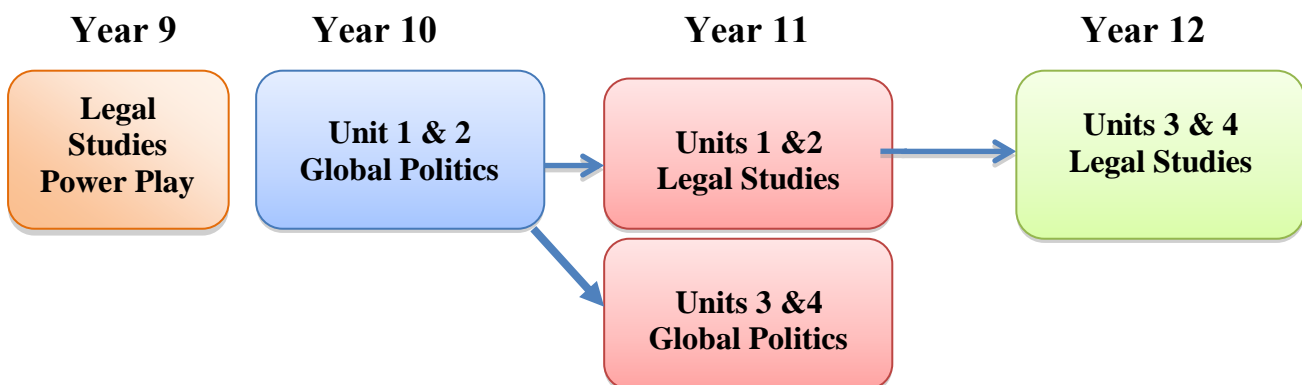 Year 9
Year 10
Year 11
Year 12
Legal
Studies
Power Play
Unit 1 & 2
Global Politics
Units 1 &2
Legal Studies
Units 3 & 4
Legal Studies
Units 3 &4
Global Politics